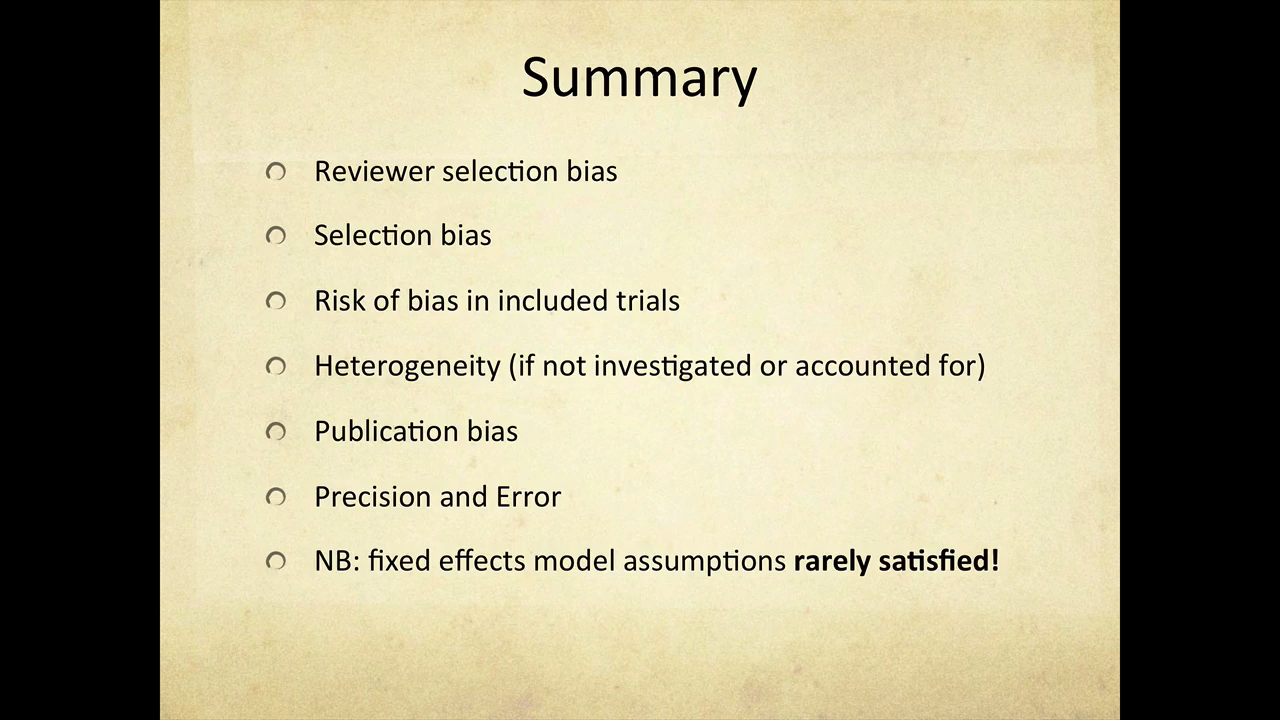 Summary
Reviewer selection bias
Selection bias
Risk of bias in included trials
Heterogeneity (if not investigated or accounted for)
Publication bias
Precision and Error
NB: fixed effects model assumptions rarely satisfied!